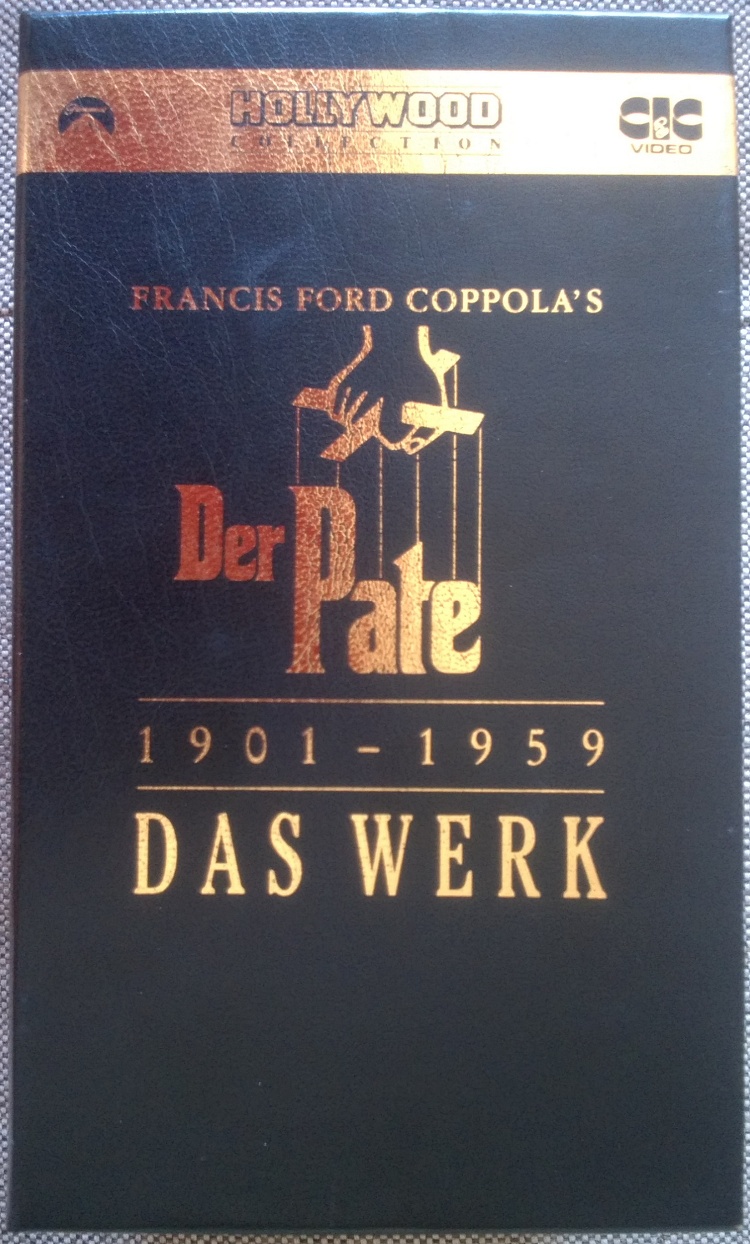 HOLLYWOOD
COLLECTION
CIC
VIDEO
FRANCIS FORD COPPOLA'S
Der Pate
1901 – 1959
DAS WERK